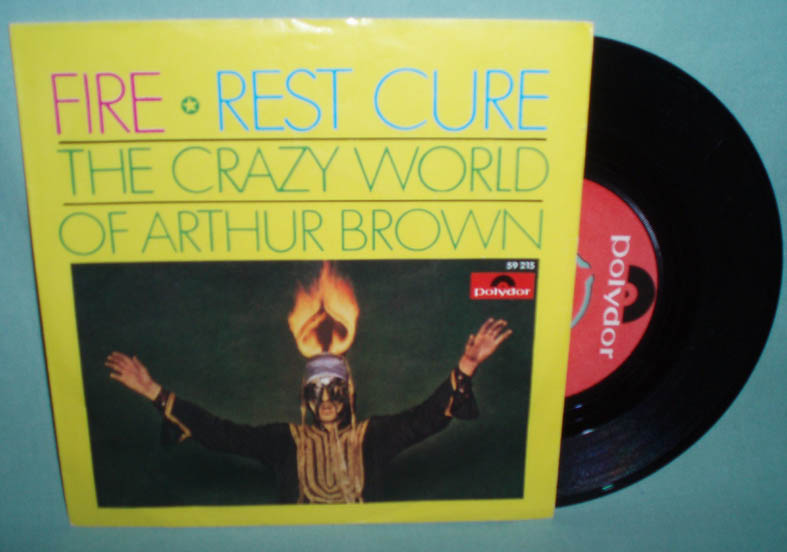 FIRE ✪ REST CURE
THE CRAZY WORLD
OF ARTHUR BROWN
59 215
polydor
polydor